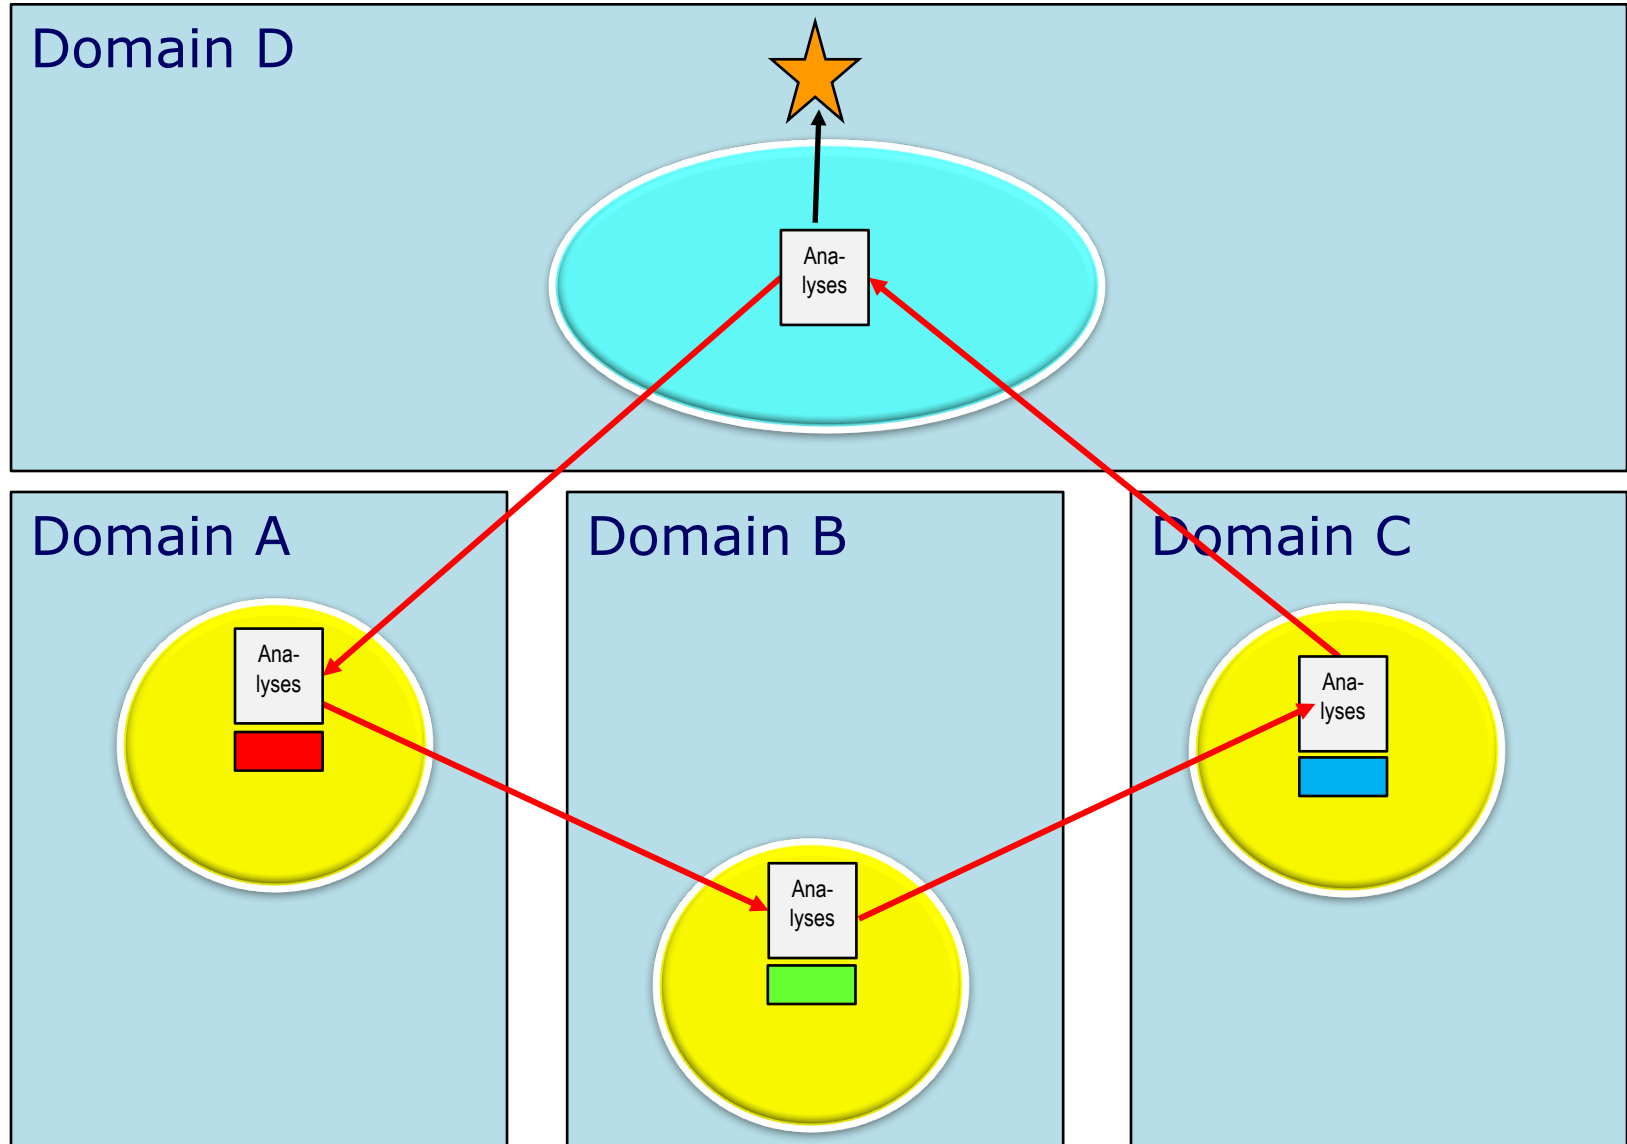 Domain D
Ana-
lyses
Domain A
Domain B
Domain C
Ana-
lyses
Ana-
lyses
Ana-
lyses